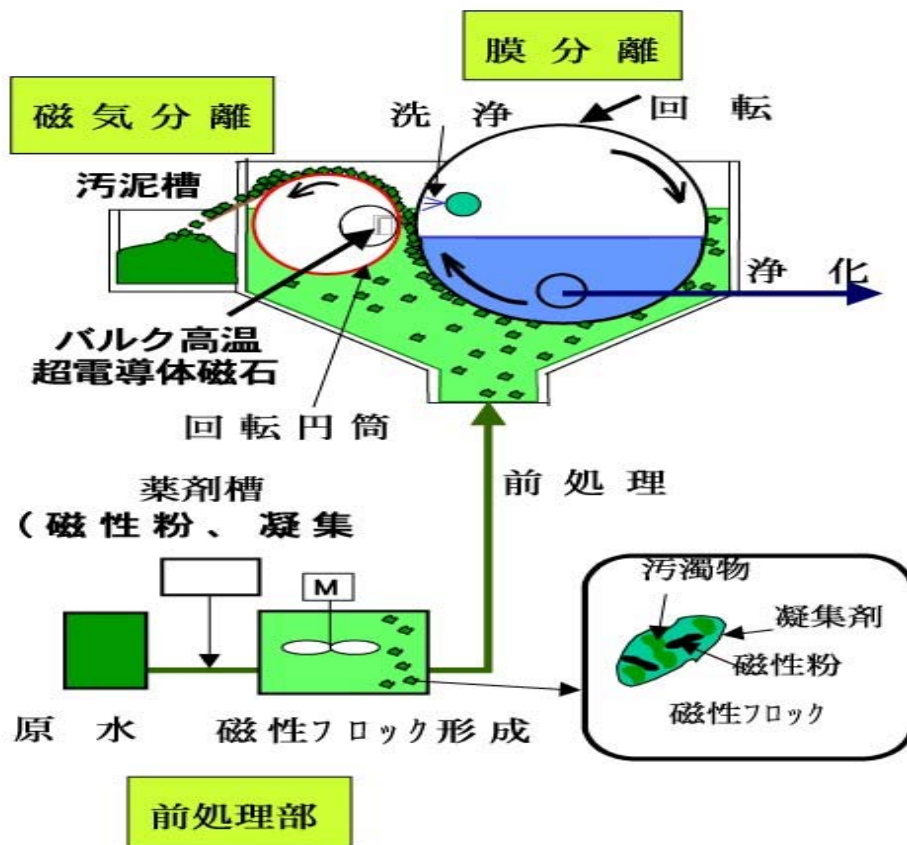 膜分離
磁気分離
洗浄
回転
汚泥槽
浄化
バルク高温
超電導体磁石
回転円筒
前処理
薬剤槽
(磁性粉、凝集
M
汚濁物
凝集剤
磁性粉
磁性フロック
原水
磁性フロック形成
前処理部